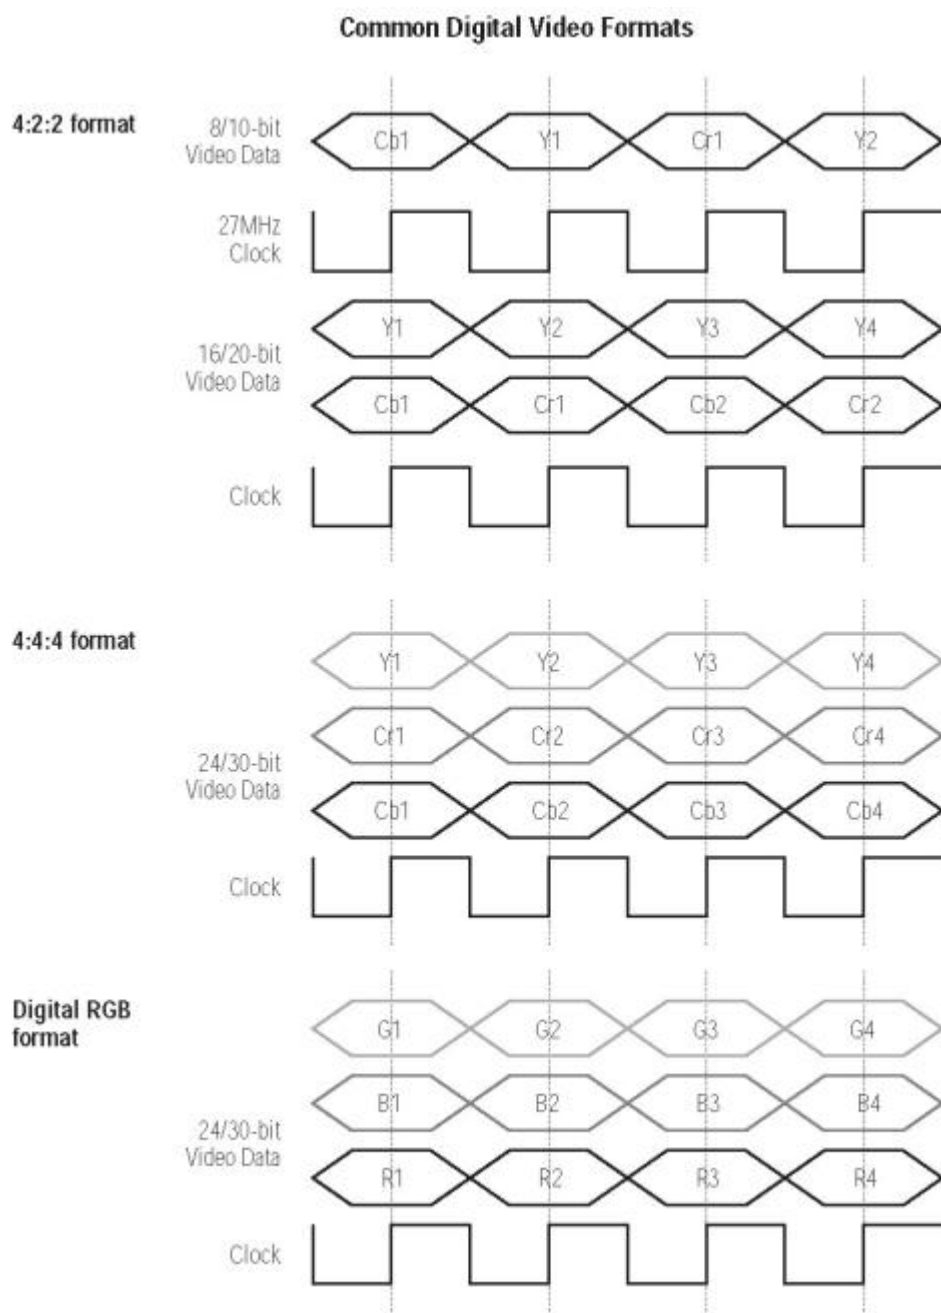 Common Digital Video Formats
4:2:2 format
8/10-bit
Video Data
Cb1 Y1 Cr1 Y2
27MHz
Clock
Y1 Y2 Y3 Y4
16/20-bit
Video Data
Cb1 Cr1 Cb2 Cr2
Clock
4:4:4 format
Y1 Y2 Y3 Y4
Cr1 Cr2 Cr3 Cr4
24/30-bit
Video Data
Cb1 Cb2 Cb3 Cb4
Clock
Digital RGB
format
G1 G2 G3 G4
B1 B2 B3 B4
24/30-bit
Video Data
R1 R2 R3 R4
Clock